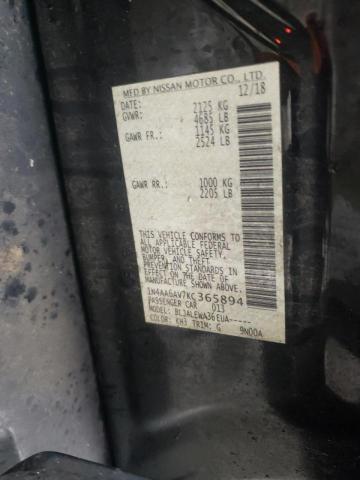 MFD BY NISSAN MOTOR CO., LTD.
DATE: 12/18
GVWR: 2125 KG
4685 LB
GAWR FR.: 1145 KG
2524 LB
GAWR RR.: 1000 KG
2205 LB
THIS VEHICLE CONFORMS TO
ALL APPLICABLE FEDERAL
MOTOR VEHICLE SAFETY,
BUMPER, AND THEFT
PREVENTION STANDARDS
IN EFFECT ON THE DATE OF
MANUFACTURE SHOWN ABOVE.
1N4AA6AV7KC365894
PASSENGER CAR 013
MODEL: BLJALEWA36EUA-----
COLOR: KH3 TRIM: G 9N00A